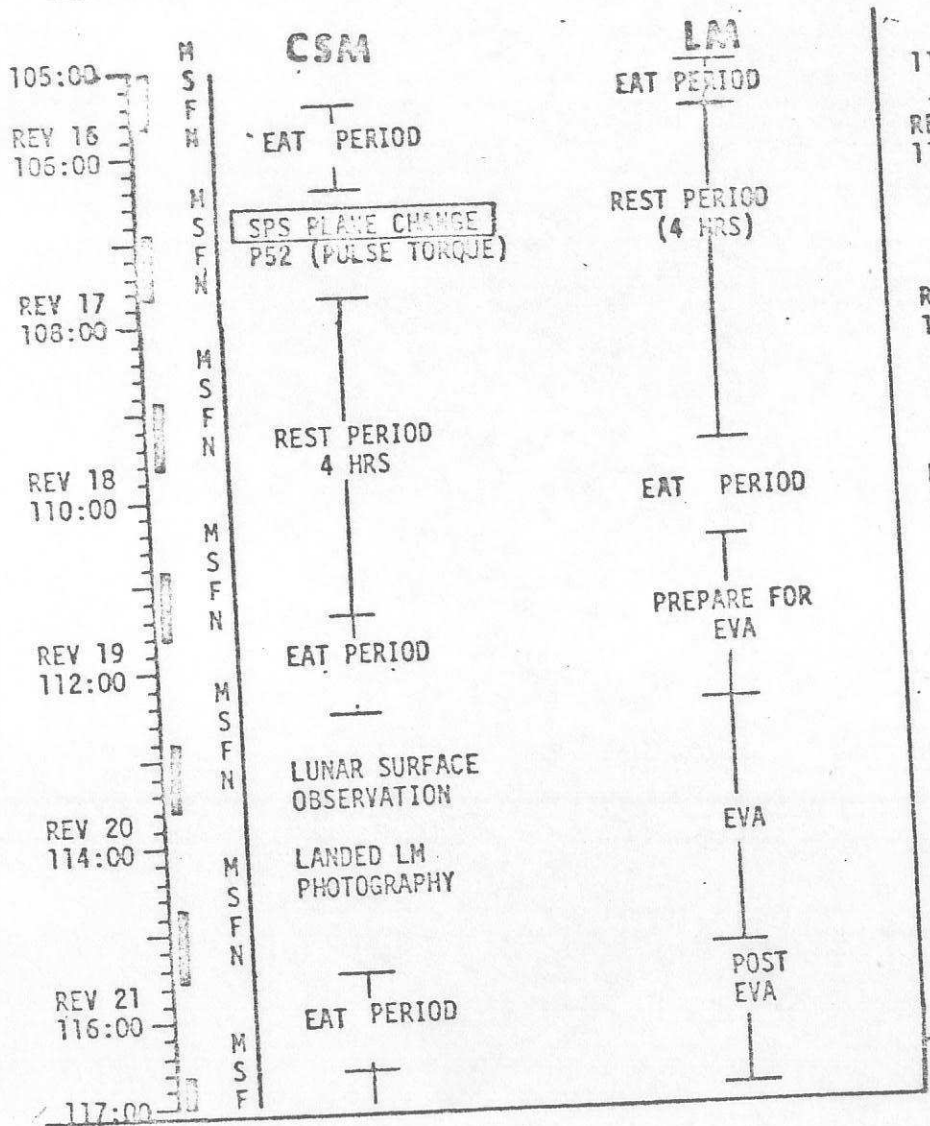 CSM
LM
105:00
REV 16
106:00
REV 17
108:00
REV 18
110:00
REV 19
112:00
REV 20
114:00
REV 21
116:00
117:00
M
S
F
N
M
S
F
N
M
S
F
N
M
S
F
N
M
S
F
N
M
S
F
N
M
S
F
EAT PERIOD
SPS PLANE CHANGE
P52 (PULSE TORQUE)
REST PERIOD
4 HRS
EAT PERIOD
LUNAR SURFACE
OBSERVATION
LANDED LM
PHOTOGRAPHY
EAT PERIOD
EAT PERIOD
REST PERIOD
(4 HRS)
EAT PERIOD
PREPARE FOR
EVA
EVA
POST
EVA